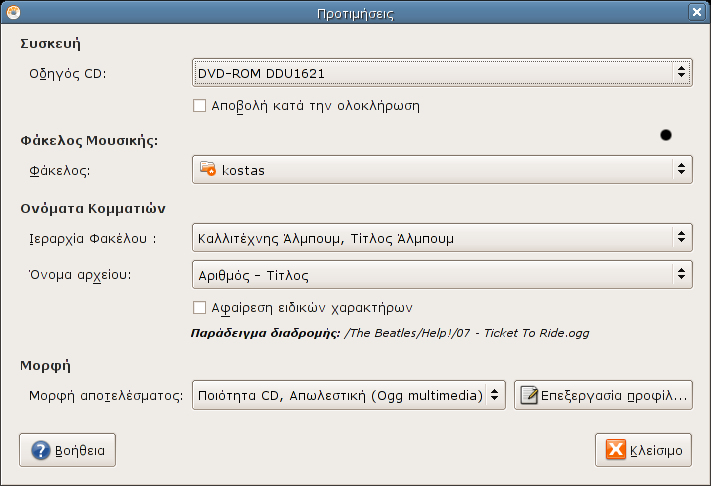 Προτιμήσεις
Συσκευή
Οδηγός CD: DVD-ROM DDU1621
Αποβολή κατά την ολοκλήρωση
Φάκελος Μουσικής:
Φάκελος: kostas
Ονόματα Κομματιών
Ιεραρχία Φακέλου : Καλλιτέχνης Άλμπουμ, Τίτλος Άλμπουμ
Όνομα αρχείου: Αριθμός - Τίτλος
Αφαίρεση ειδικών χαρακτήρων
Παράδειγμα διαδρομής: /The Beatles/Help!/07 - Ticket To Ride.ogg
Μορφή
Μορφή αποτελέσματος: Ποιότητα CD, Απωλεστική (Ogg multimedia) Επεξεργασία προφίλ...
Βοήθεια Κλείσιμο